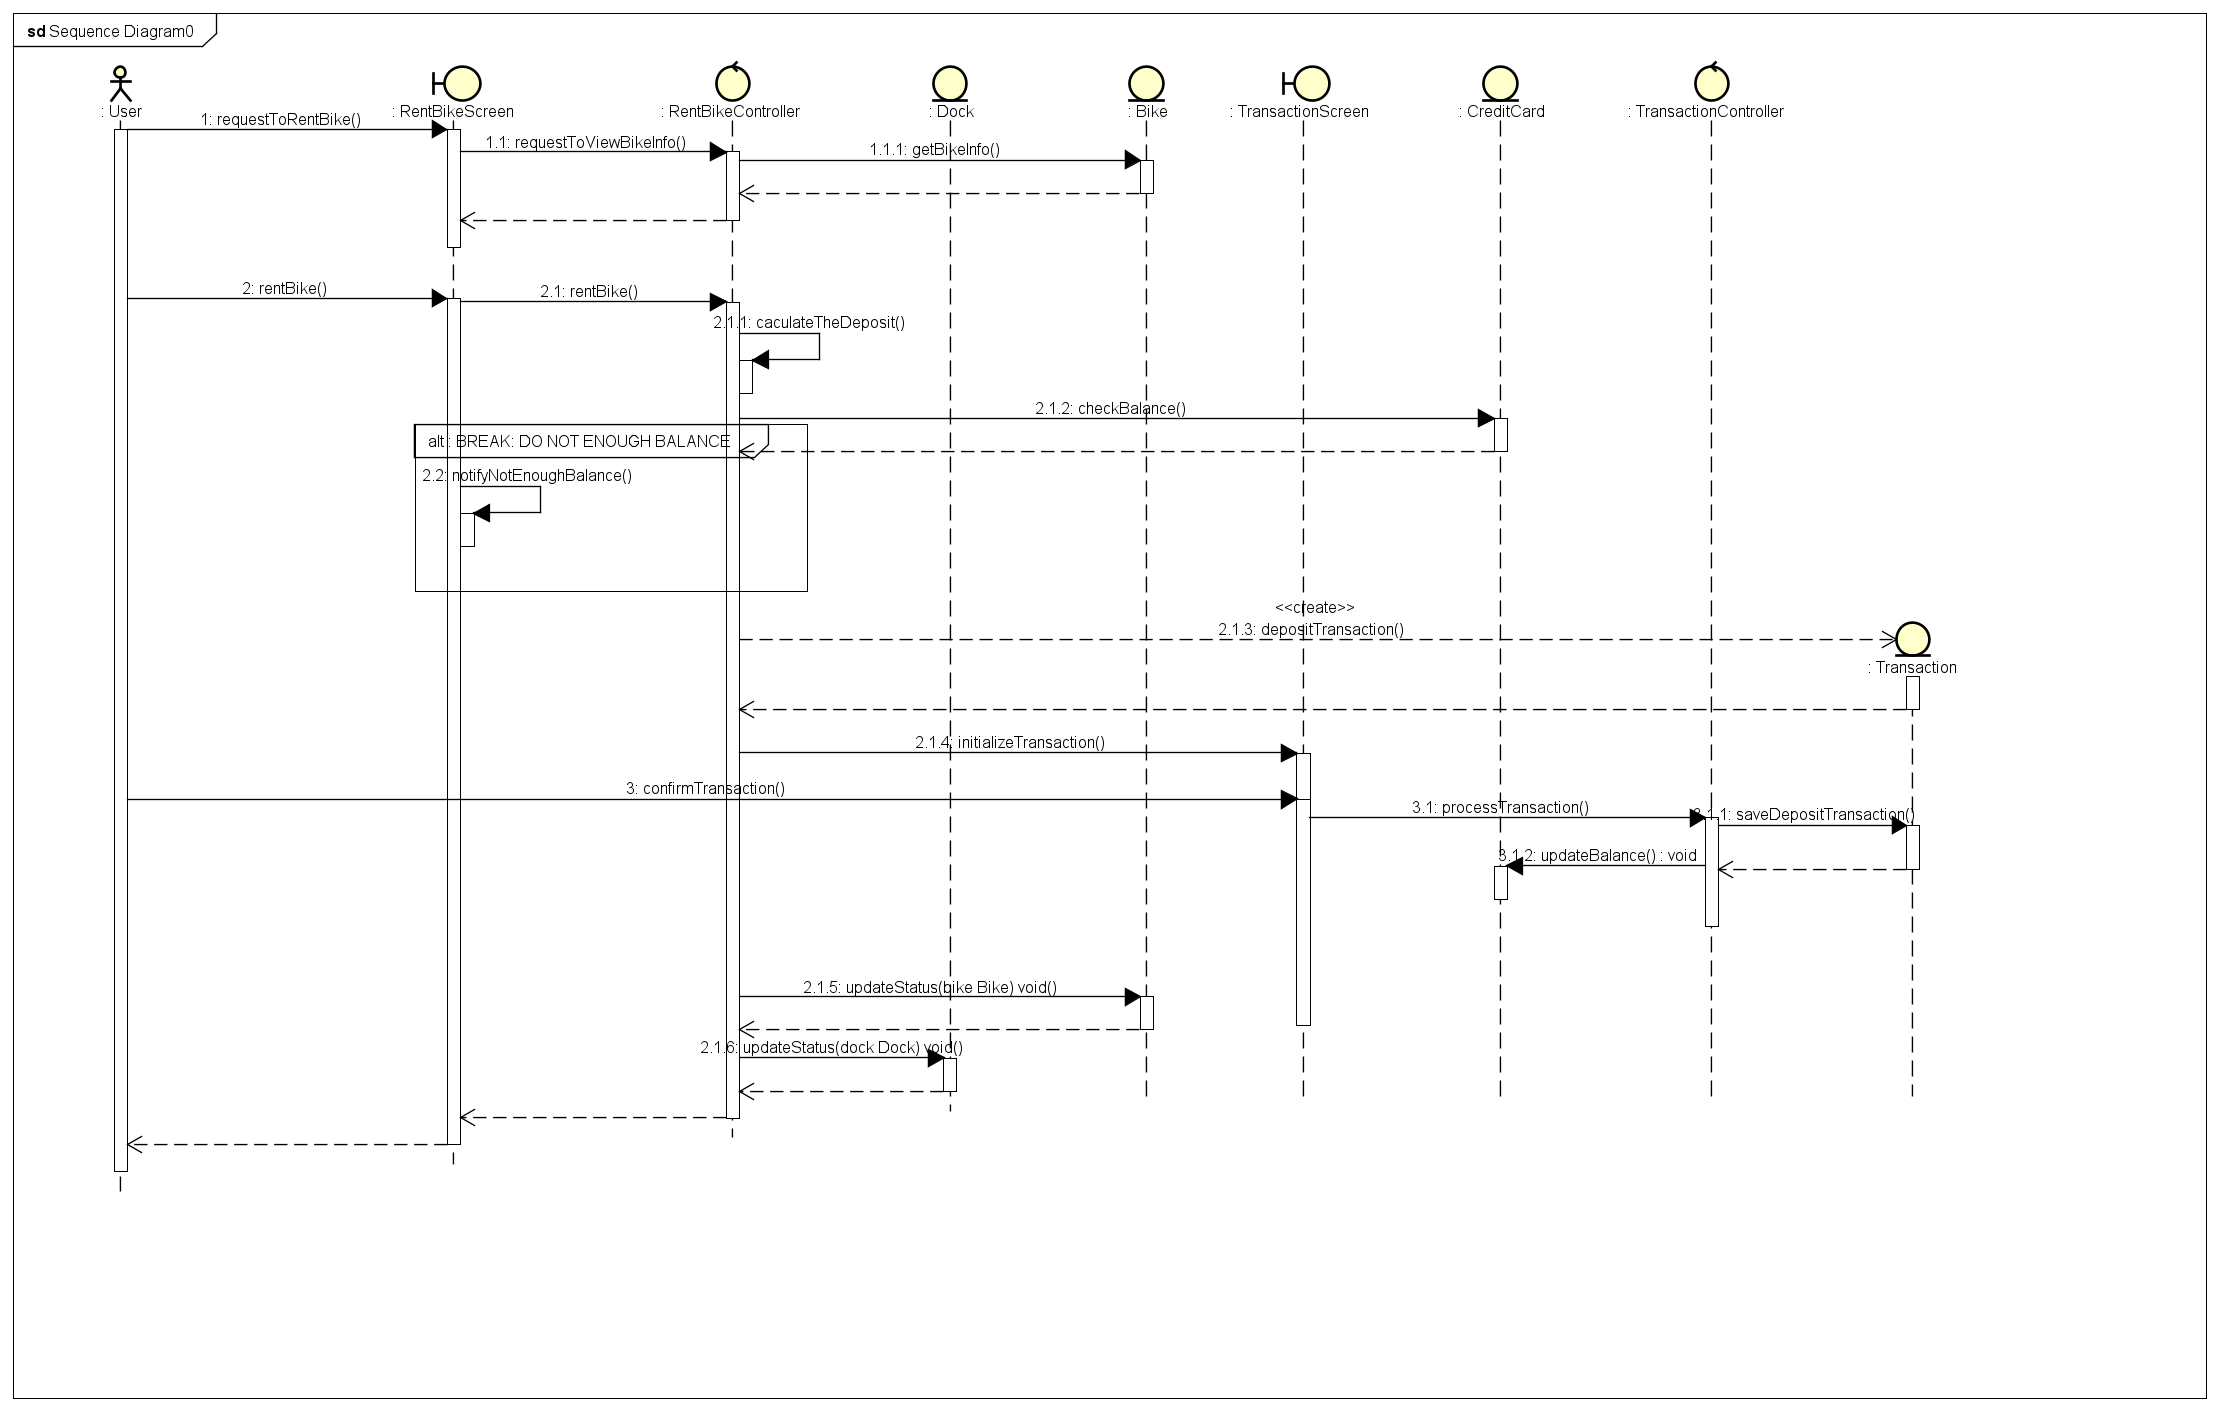 sd Sequence Diagram0
: User
: RentBikeScreen
: RentBikeController
: Dock
: Bike
: TransactionScreen
: CreditCard
: TransactionController
1: requestToRentBike()
1.1: requestToViewBikeInfo()
1.1.1: getBikeInfo()
2: rentBike()
2.1: rentBike()
2.1.1: caculateTheDeposit()
2.1.2: checkBalance()
alt : BREAK: DO NOT ENOUGH BALANCE
2.2: notifyNotEnoughBalance()
<<create>>
2.1.3: depositTransaction()
: Transaction
2.1.4: initializeTransaction()
3: confirmTransaction()
3.1: processTransaction()
3.1.1: saveDepositTransaction()
3.1.2: updateBalance() : void
2.1.5: updateStatus(bike Bike) void()
2.1.6: updateStatus(dock Dock) void()